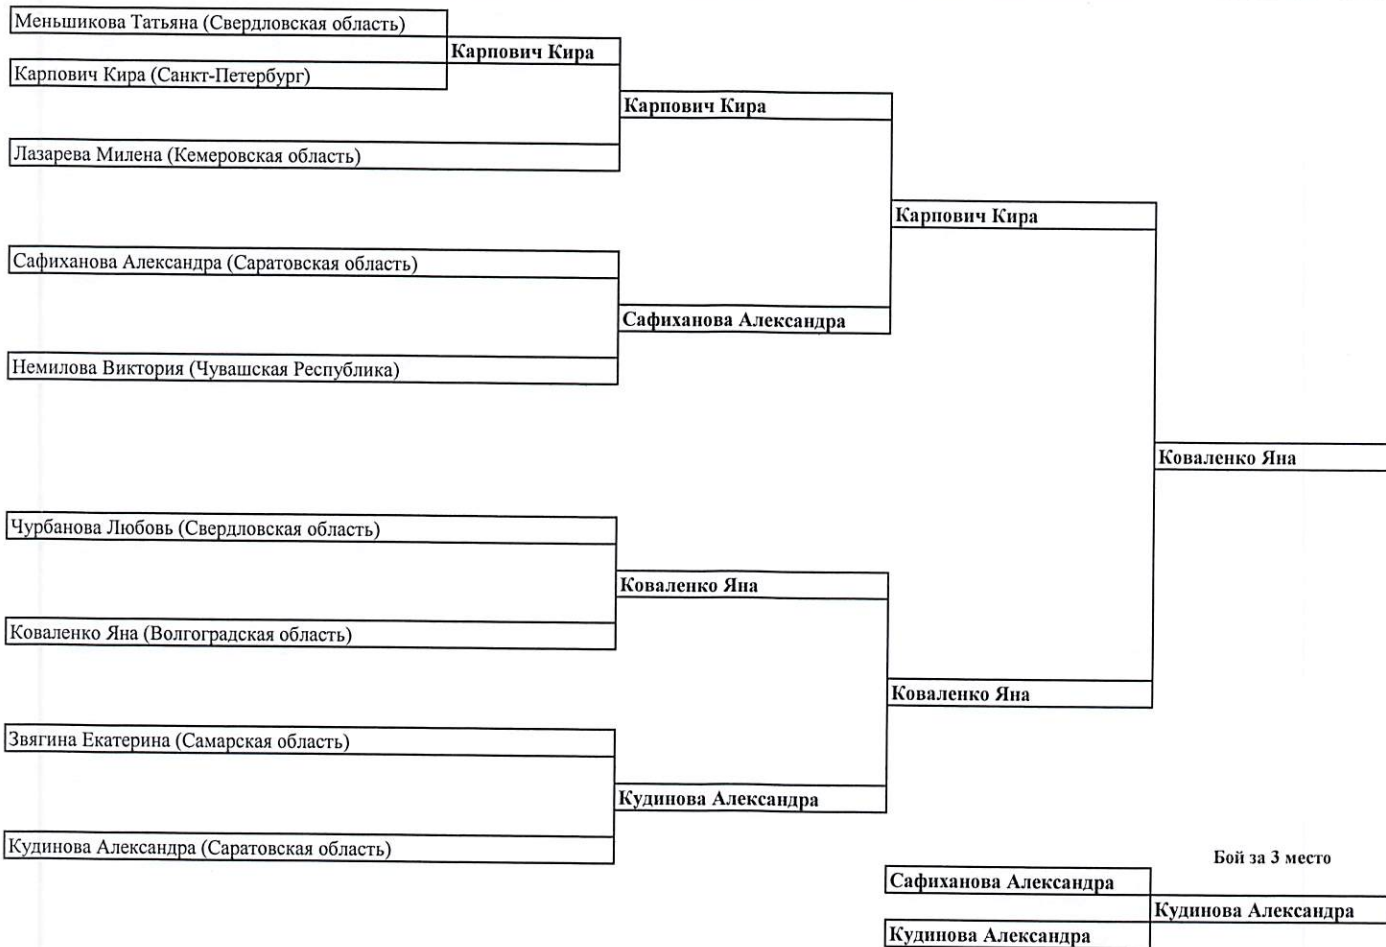 Меньшикова Татьяна (Свердловская область)
Карпович Кира
Карпович Кира (Санкт-Петербург)
Карпович Кира
Лазарева Милена (Кемеровская область)
Карпович Кира
Сафиханова Александра (Саратовская область)
Сафиханова Александра
Немилова Виктория (Чувашская Республика)
Коваленко Яна
Чурбанова Любовь (Свердловская область)
Коваленко Яна
Коваленко Яна (Волгоградская область)
Коваленко Яна
Звягина Екатерина (Самарская область)
Кудинова Александра
Кудинова Александра (Саратовская область)
Бой за 3 место
Сафиханова Александра
Кудинова Александра
Кудинова Александра